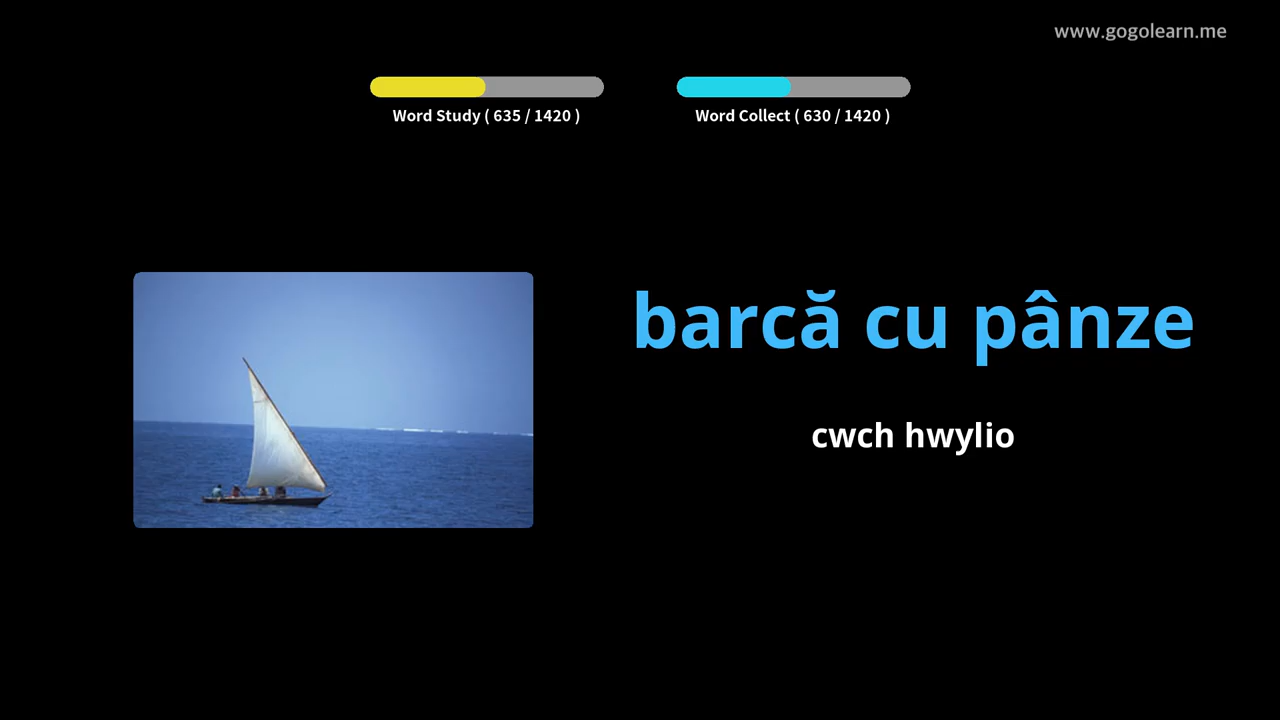 www.gogolearn.me
Word Study ( 635 / 1420 )
Word Collect ( 630 / 1420 )
barcă cu pânze
cwch hwylio